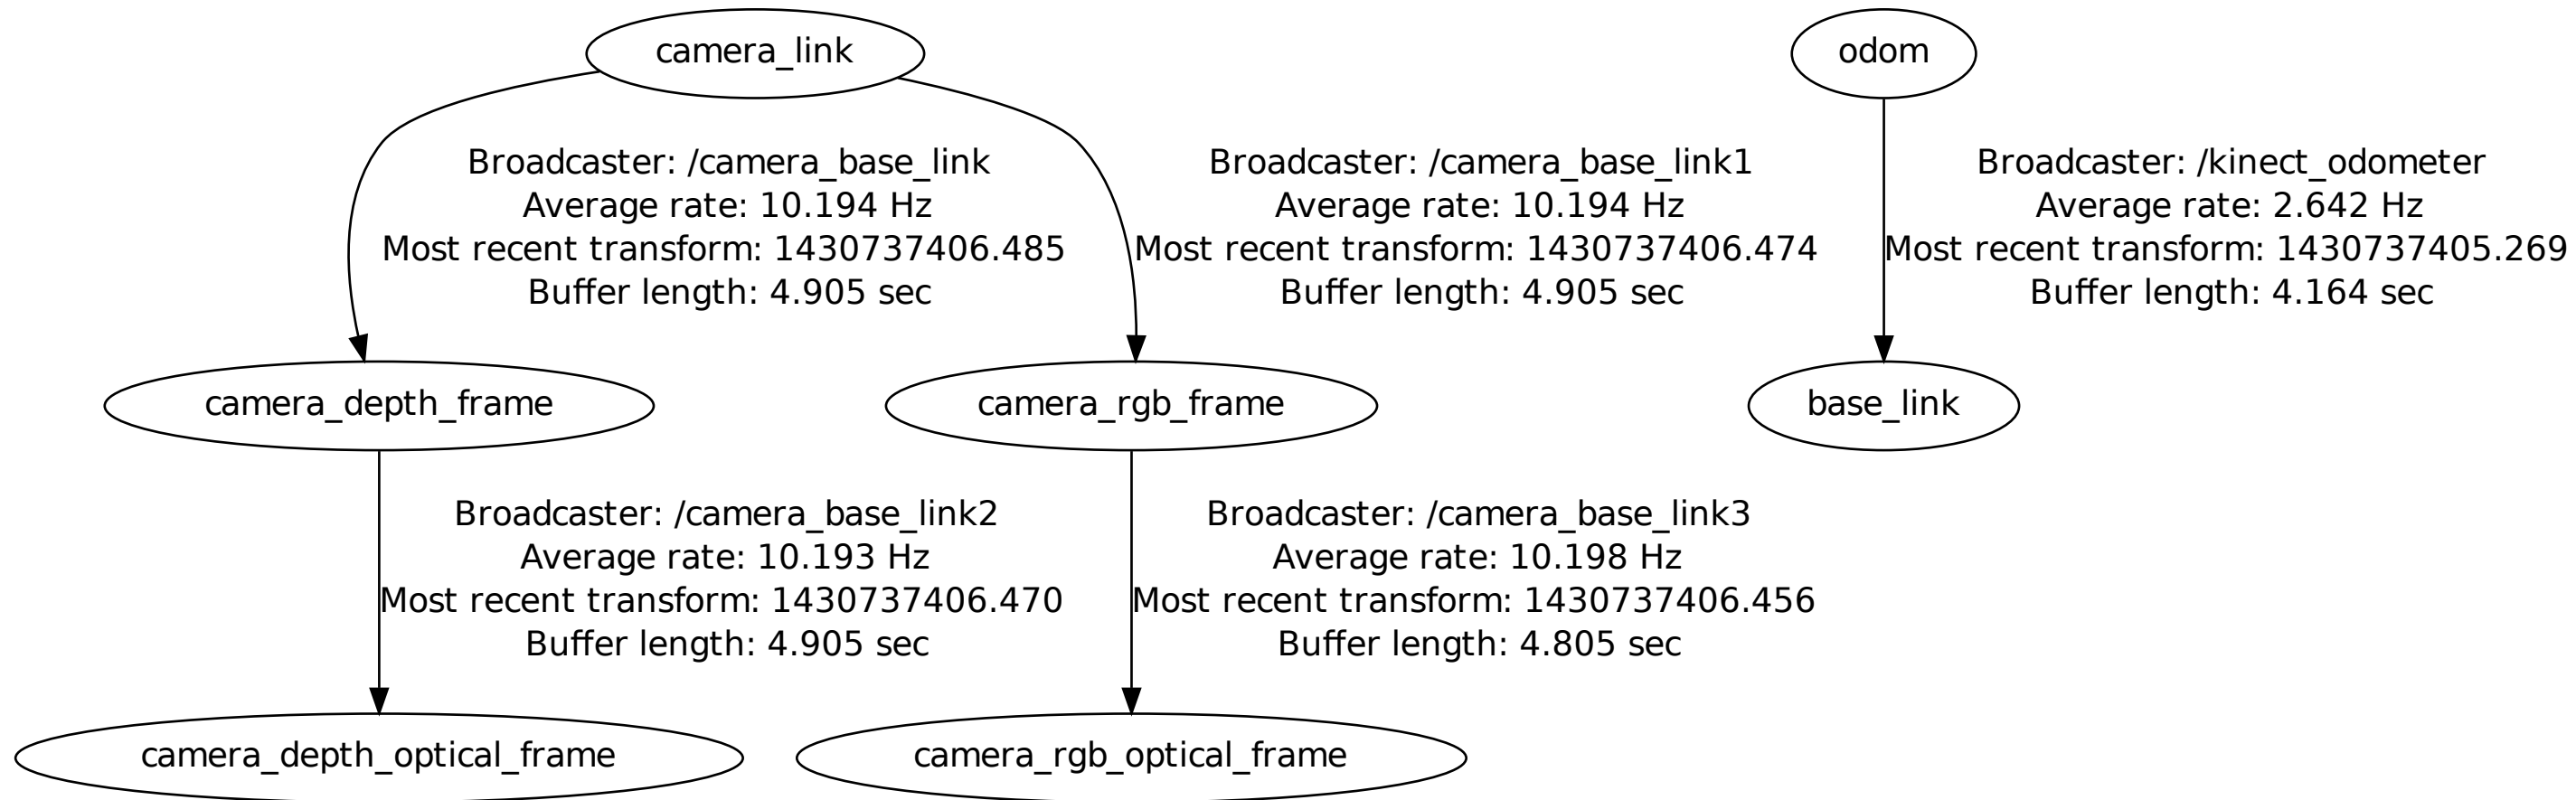 camera_link
odom
Broadcaster: /camera_base_link
Average rate: 10.194 Hz
Most recent transform: 1430737406.485
Buffer length: 4.905 sec
Broadcaster: /camera_base_link1
Average rate: 10.194 Hz
Most recent transform: 1430737406.474
Buffer length: 4.905 sec
Broadcaster: /kinect_odometer
Average rate: 2.642 Hz
Most recent transform: 1430737405.269
Buffer length: 4.164 sec
camera_depth_frame
camera_rgb_frame
base_link
Broadcaster: /camera_base_link2
Average rate: 10.193 Hz
Most recent transform: 1430737406.470
Buffer length: 4.905 sec
Broadcaster: /camera_base_link3
Average rate: 10.198 Hz
Most recent transform: 1430737406.456
Buffer length: 4.805 sec
camera_depth_optical_frame
camera_rgb_optical_frame